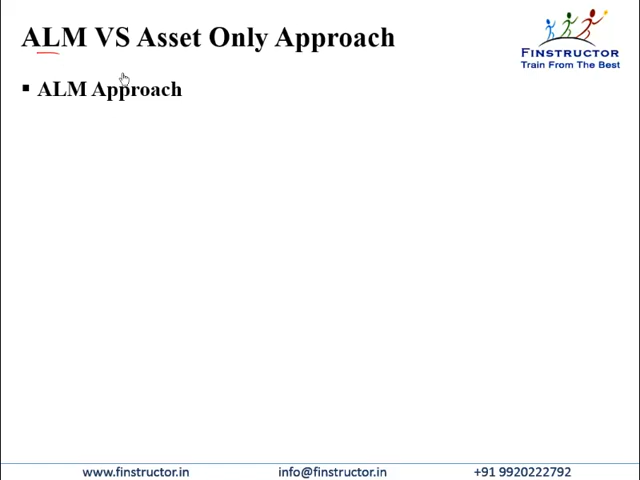 ALM VS Asset Only Approach
FINSTRUCTOR
Train From The Best
▪ ALM Approach
www.finstructor.in info@finstructor.in +91 9920222792